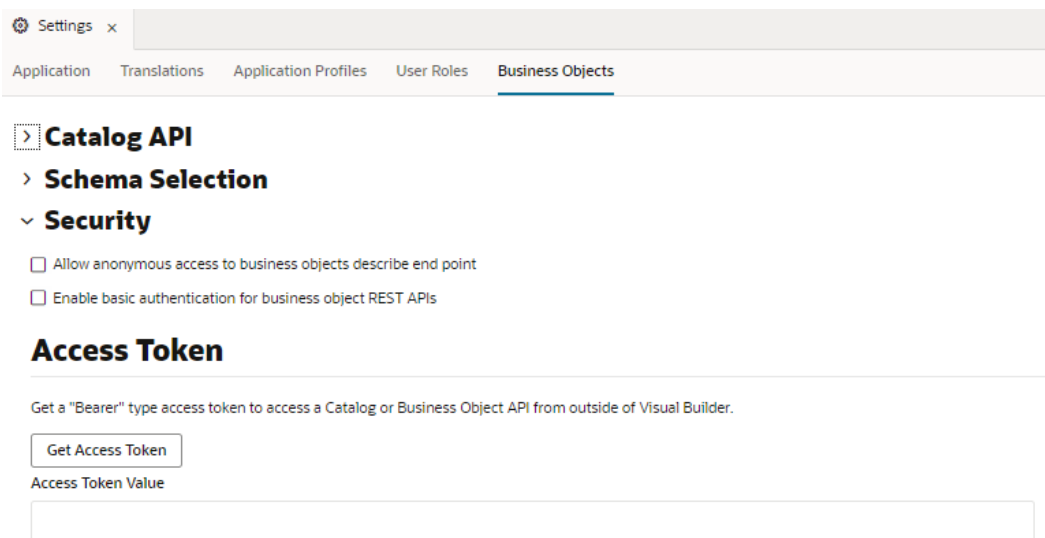 Settings
Application Translations Application Profiles User Roles Business Objects
Catalog API
Schema Selection
Security
Allow anonymous access to business objects describe end point
Enable basic authentication for business object REST APIs
Access Token
Get a "Bearer" type access token to access a Catalog or Business Object API from outside of Visual Builder.
Get Access Token
Access Token Value